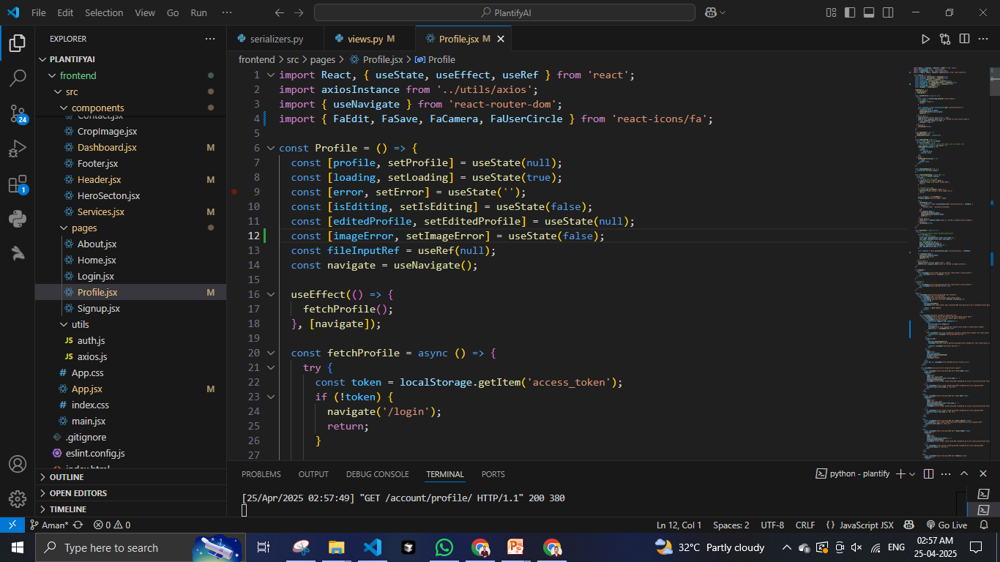 File Edit Selection View Go Run ···
PlantifyAI
EXPLORER
PLANTIFYAI
frontend
src
components
Contact.jsx
CropImage.jsx
Dashboard.jsx M
Footer.jsx
Header.jsx M
HeroSecton.jsx
Services.jsx M
pages
About.jsx
Home.jsx
Login.jsx
Profile.jsx M
Signup.jsx
utils
JS auth.js
JS axios.js
# App.css
App.jsx M
# index.css
main.jsx
.gitignore
eslint.config.js
index.html
OUTLINE
OPEN EDITORS
TIMELINE
24
1
serializers.py
views.py M
Profile.jsx M
frontend > src > pages > Profile.jsx > Profile
1 import React, { useState, useEffect, useRef } from 'react';
2 import axiosInstance from '../utils/axios';
3 import { useNavigate } from 'react-router-dom';
4 import { FaEdit, FaSave, FaCamera, FaUserCircle } from 'react-icons/fa';
5
6 const Profile = () => {
7 const [profile, setProfile] = useState(null);
8 const [loading, setLoading] = useState(true);
9 const [error, setError] = useState('');
10 const [isEditing, setIsEditing] = useState(false);
11 const [editedProfile, setEditedProfile] = useState(null);
12 const [imageError, setImageError] = useState(false);
13 const fileInputRef = useRef(null);
14 const navigate = useNavigate();
15
16 useEffect(() => {
17 fetchProfile();
18 }, [navigate]);
19
20 const fetchProfile = async () => {
21 try {
22 const token = localStorage.getItem('access_token');
23 if (!token) {
24 navigate('/login');
25 return;
26 }
27
PROBLEMS OUTPUT DEBUG CONSOLE TERMINAL PORTS
python - plantify
[25/Apr/2025 02:57:49] "GET /account/profile/ HTTP/1.1" 200 380
Aman* 0 0
Ln 12, Col 1 Spaces: 2 UTF-8 CRLF {} JavaScript JSX Go Live
Type here to search
32°C Partly cloudy
ENG
02:57 AM
25-04-2025